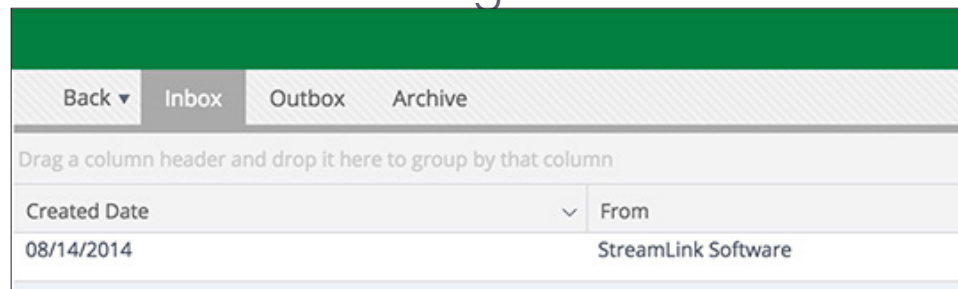 Back Inbox Outbox Archive
Drag a column header and drop it here to group by that column
Created Date From
08/14/2014 StreamLink Software